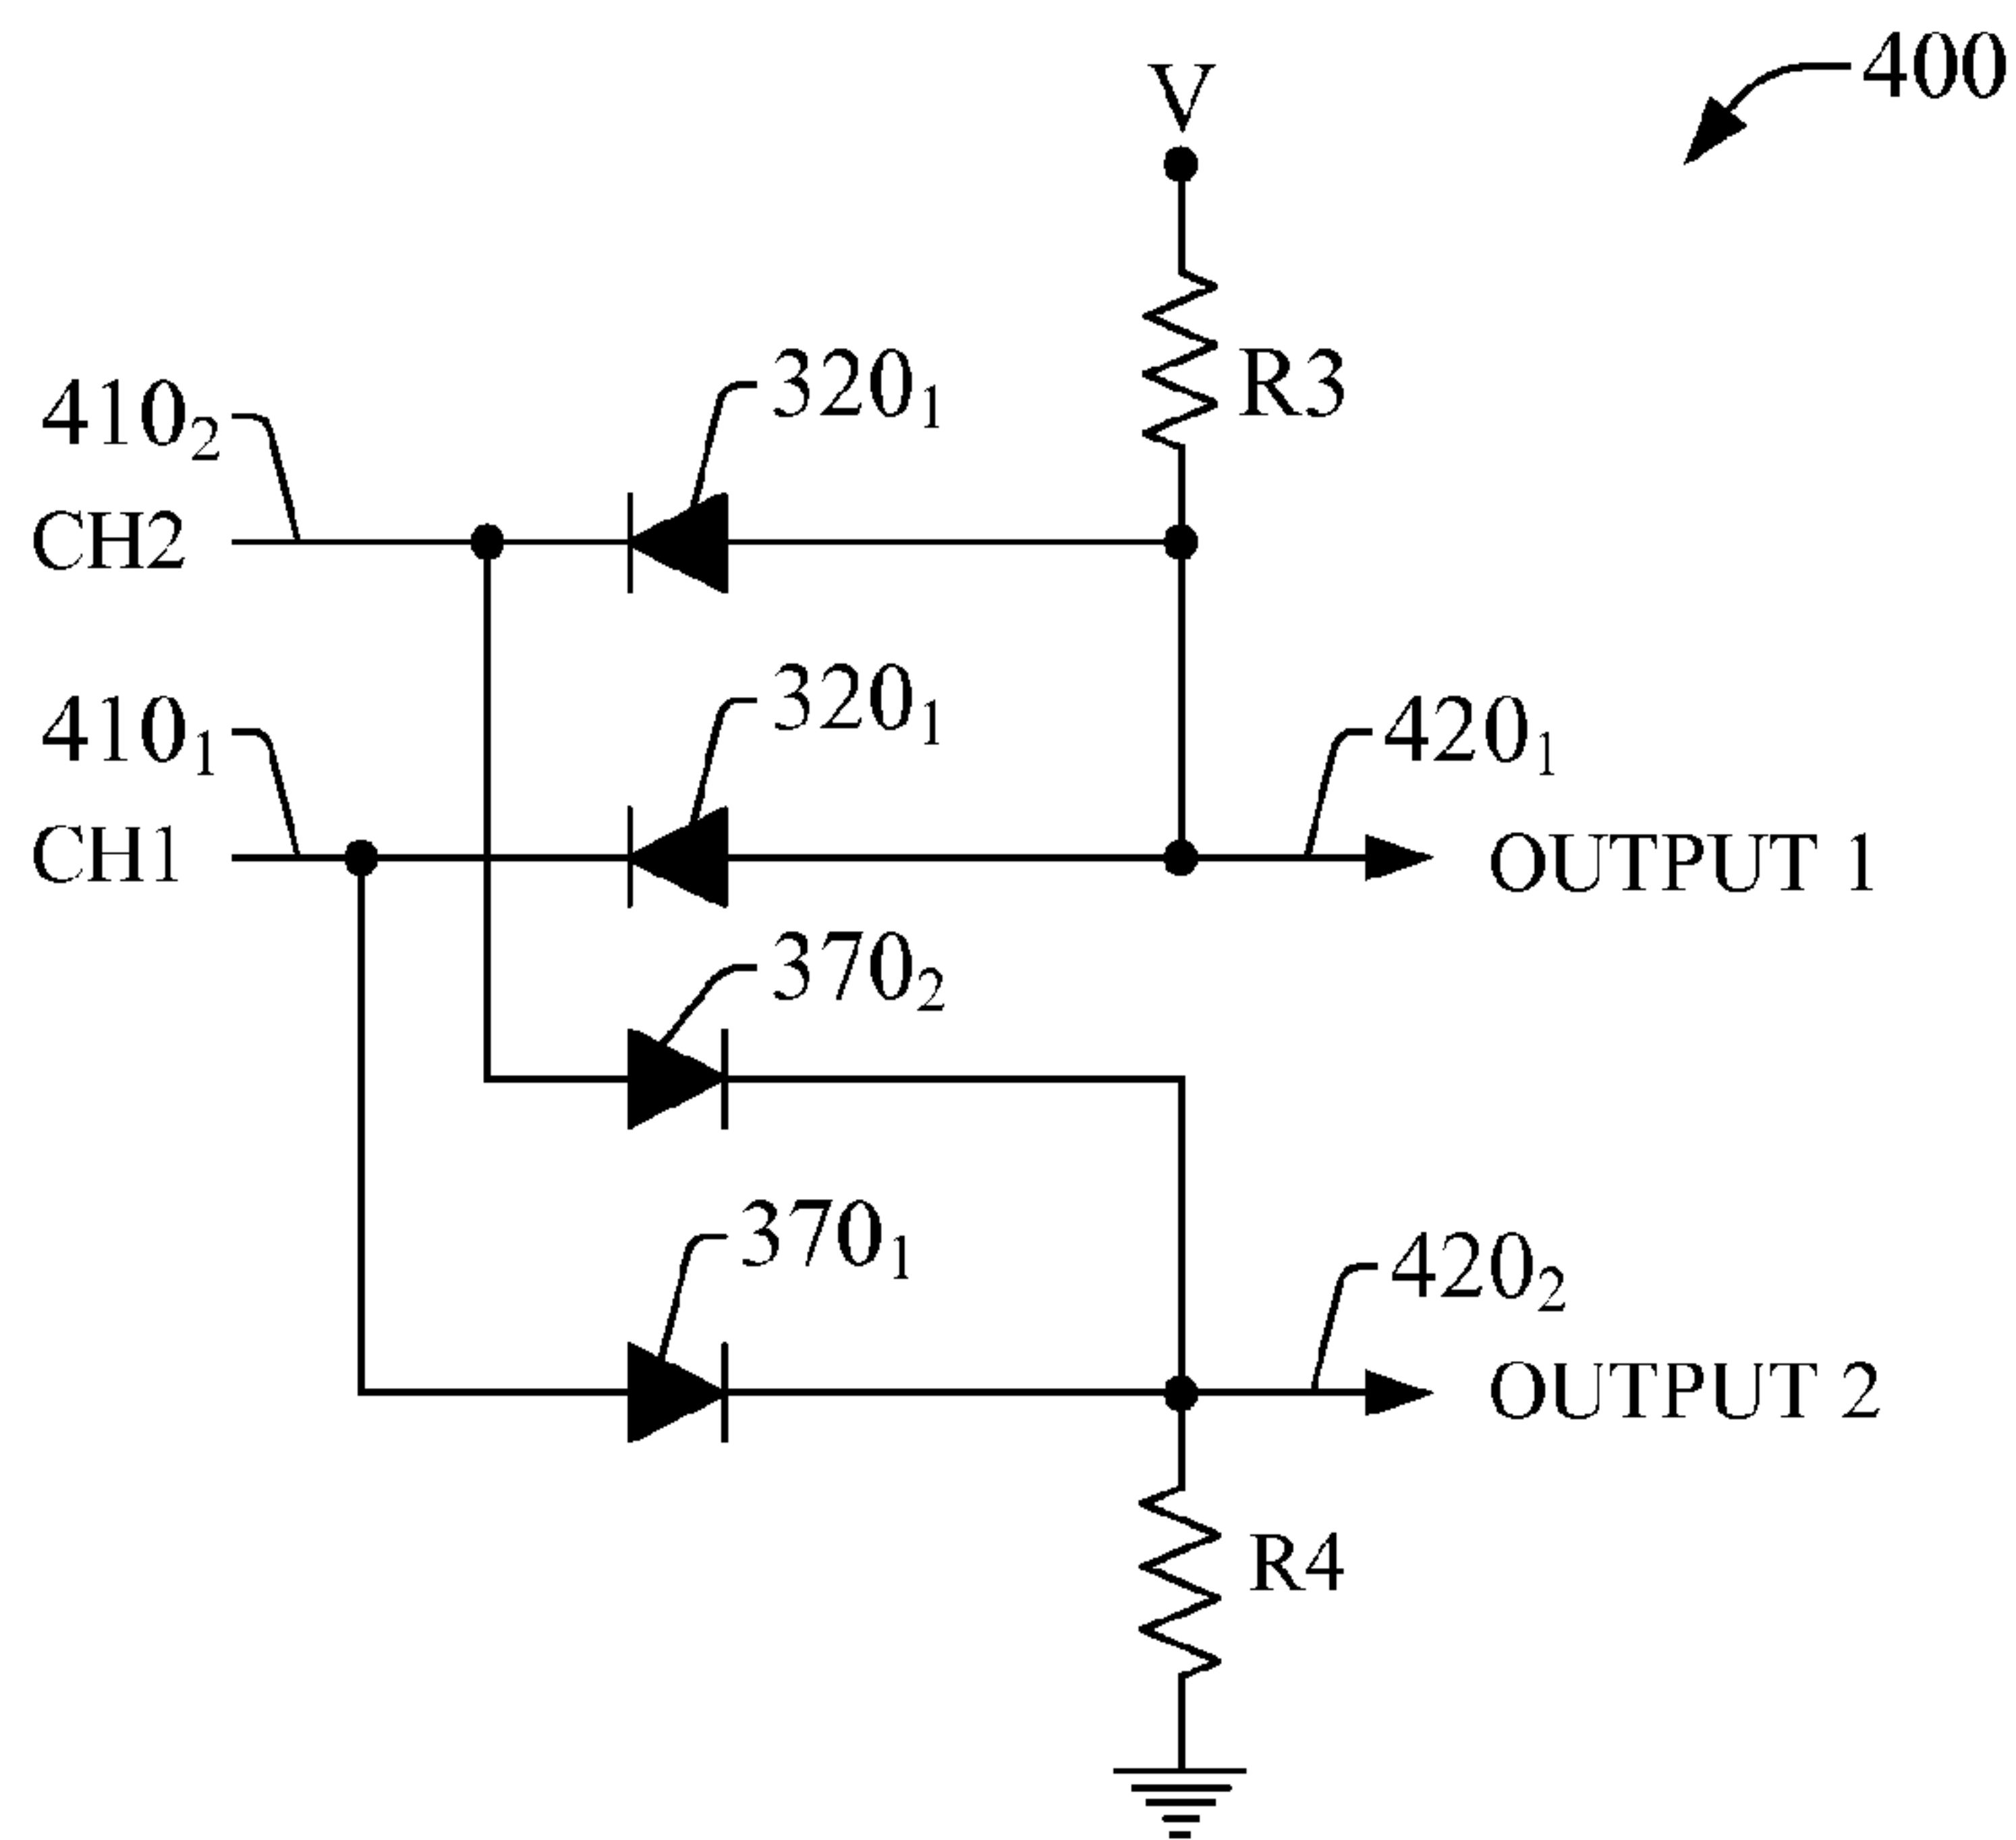 400
V
R3
320₁
410₂
CH2
320₁
410₁
420₁
CH1
OUTPUT 1
370₂
370₁
420₂
OUTPUT 2
R4